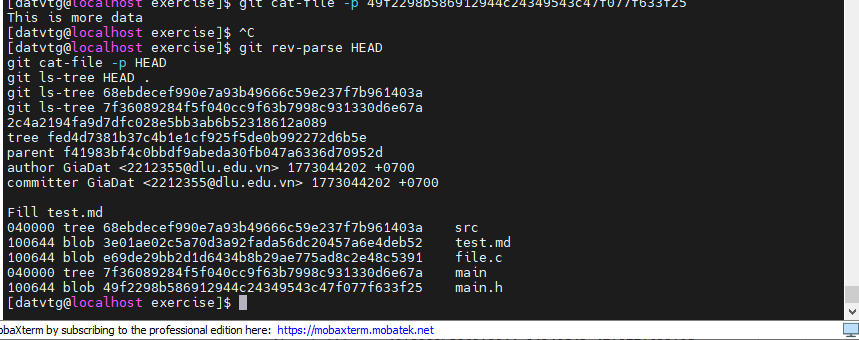 [datvtg@localhost exercise]$ git cat-file -p 49f2298b586912944c24349543c47f077f633f25
This is more data
[datvtg@localhost exercise]$ ^C
[datvtg@localhost exercise]$ git rev-parse HEAD
git cat-file -p HEAD
git ls-tree HEAD .
git ls-tree 68ebdecef990e7a93b49666c59e237f7b961403a
git ls-tree 7f36089284f5f040cc9f63b7998c931330d6e67a
2c4a2194fa9d7dfc028e5bb3ab6b52318612a089
tree fed4d7381b37c4b1e1cf925f5de0b992272d6b5e
parent f41983bf4c0bbdf9abeda30fb047a6336d70952d
author GiaDat <2212355@dlu.edu.vn> 1773044202 +0700
committer GiaDat <2212355@dlu.edu.vn> 1773044202 +0700
Fill test.md
040000 tree 68ebdecef990e7a93b49666c59e237f7b961403a    src
100644 blob 3e01ae02c5a70d3a92fada56dc20457a6e4deb52    test.md
100644 blob e69de29bb2d1d6434b8b29ae775ad8c2e48c5391    file.c
040000 tree 7f36089284f5f040cc9f63b7998c931330d6e67a    main
100644 blob 49f2298b586912944c24349543c47f077f633f25    main.h
[datvtg@localhost exercise]$
obaXterm by subscribing to the professional edition here: https://mobaxterm.mobatek.net